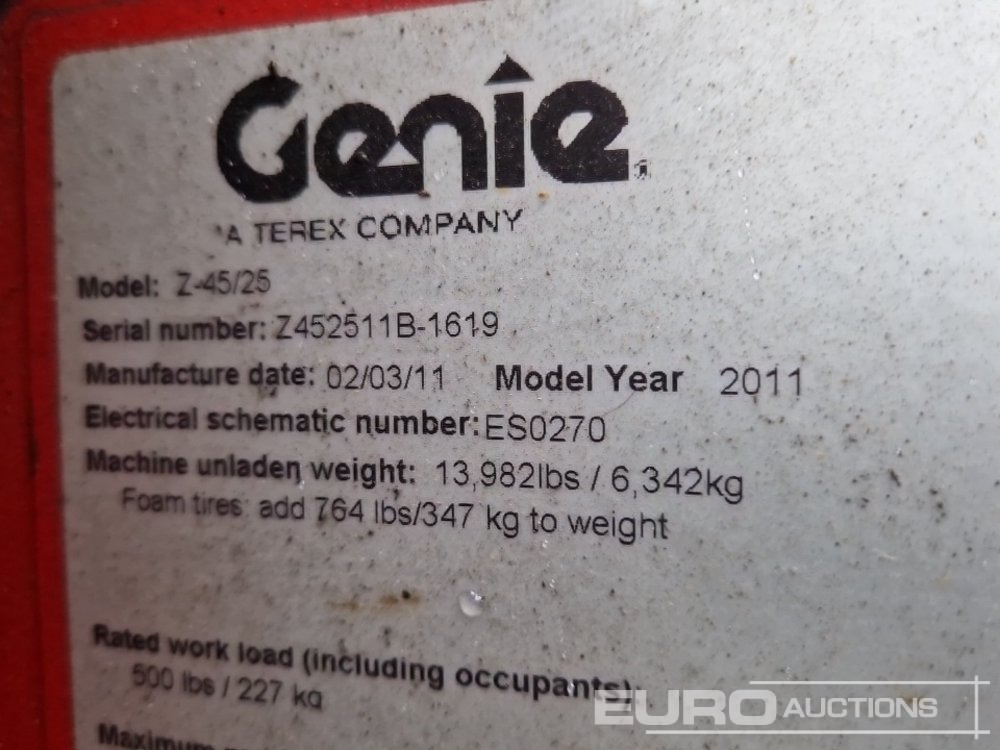 Genie
A TEREX COMPANY
Model: Z-45/25
Serial number: Z452511B-1619
Manufacture date: 02/03/11 Model Year 2011
Electrical schematic number: ES0270
Machine unladen weight: 13,982lbs / 6,342kg
Foam tires: add 764 lbs/347 kg to weight
Rated work load (including occupants):
500 lbs / 227 kg
Maximum
EURO AUCTIONS